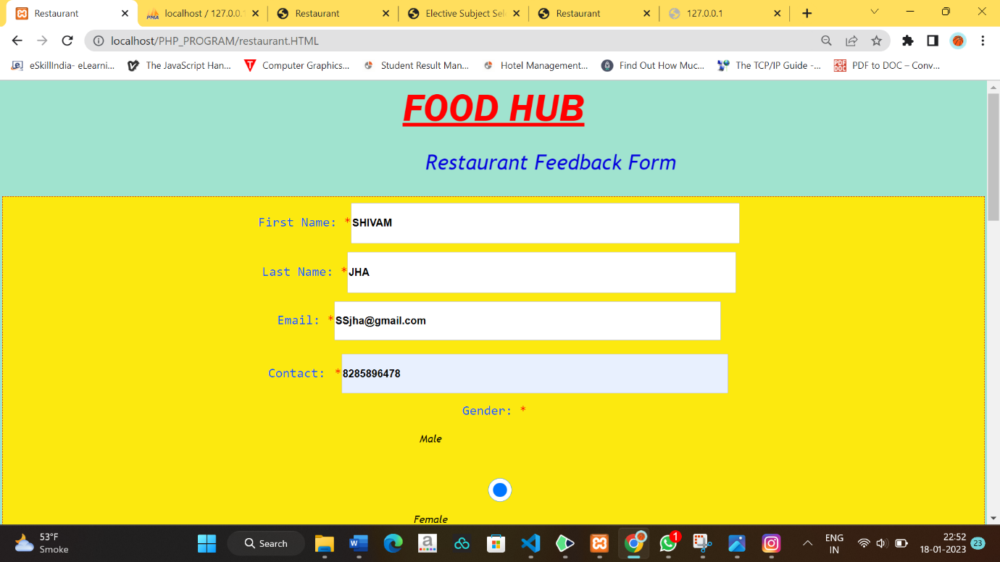 Restaurant
localhost / 127.0.0.1
Restaurant
Elective Subject Sel
Restaurant
127.0.0.1
localhost/PHP_PROGRAM/restaurant.HTML
eSkillIndia- eLearni...
The JavaScript Han...
Computer Graphics...
Student Result Man...
Hotel Management...
Find Out How Muc...
The TCP/IP Guide -...
PDF to DOC – Conv...
FOOD HUB
Restaurant Feedback Form
First Name: *SHIVAM
Last Name: *JHA
Email: *SSjha@gmail.com
Contact: *8285896478
Gender: *
Male
Female
53°F
Smoke
Search
1
ENG
IN
22:52
18-01-2023
23